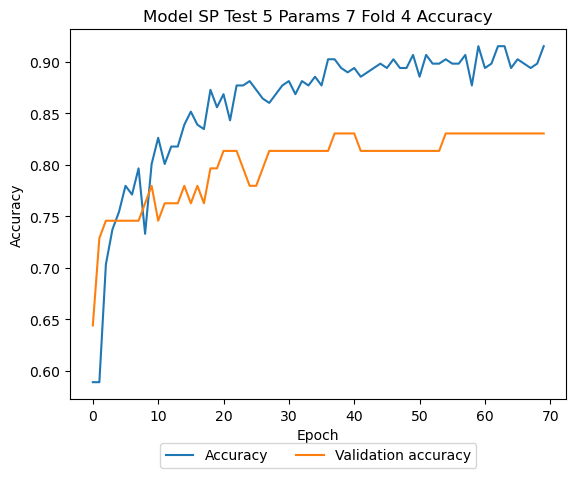 Model SP Test 5 Params 7 Fold 4 Accuracy
0.90
0.85
0.80
0.75
0.70
0.65
0.60
Accuracy
0 10 20 30 40 50 60 70
Epoch
Accuracy Validation accuracy